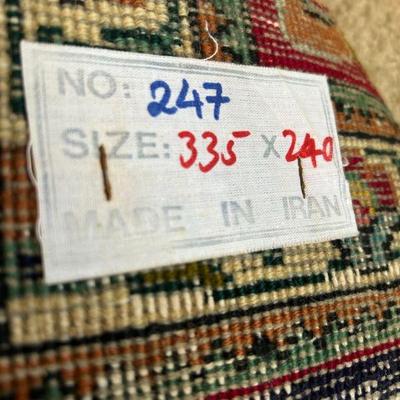 NO: 247
SIZE: 335 X 240
MADE IN IRAN